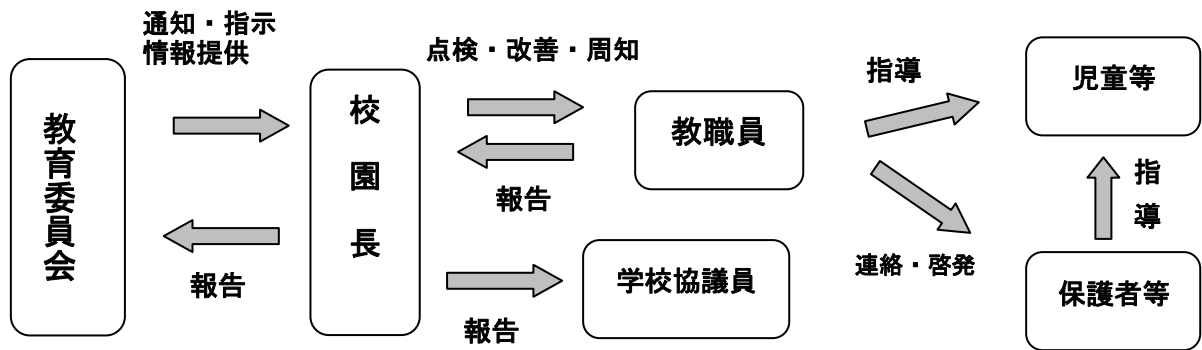 通知・指示
情報提供
教育委員会
報告
校園長
点検・改善・周知
教職員
報告
学校協議員
報告
指導
児童等
連絡・啓発
指導
保護者等